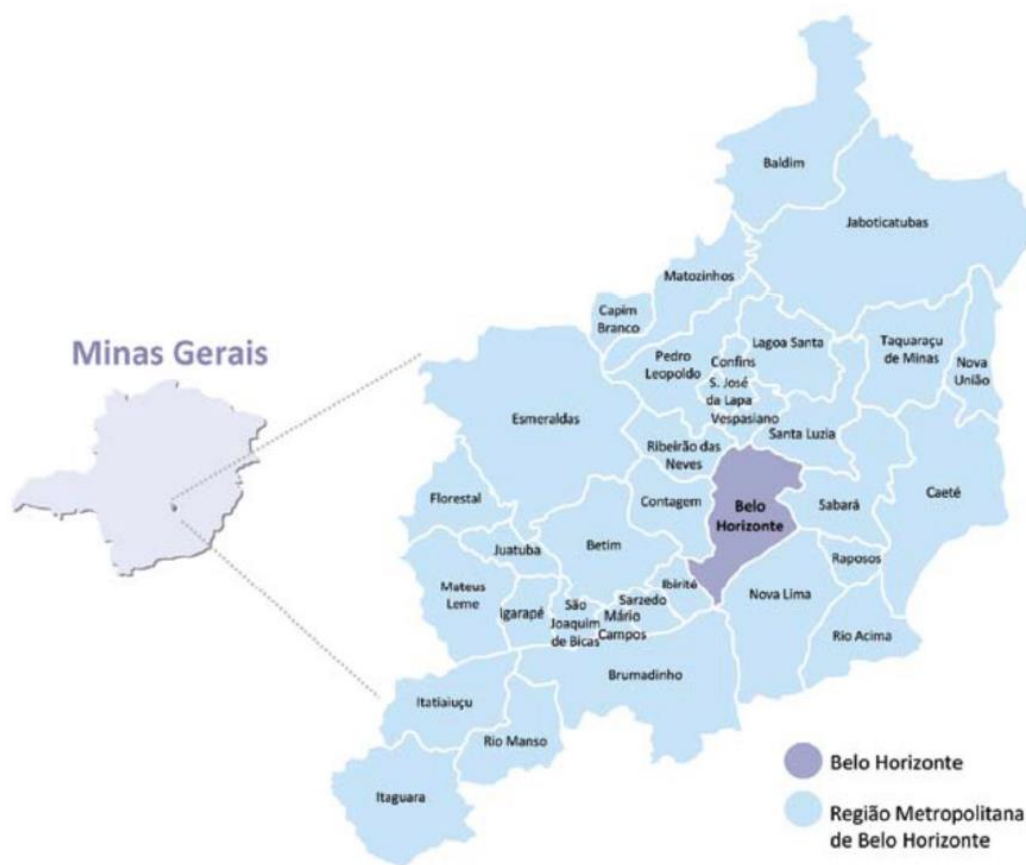 Baldim
Jaboticatubas
Matozinhos
Capim
Branco
Lagoa Santa
Taquaraçu
de Minas
Nova
União
Pedro
Leopoldo
Confins
S. José
da Lapa
Vespasiano
Minas Gerais
Esmeraldas
Santa Luzia
Ribeirão das
Neves
Florestal
Contagem
Belo
Horizonte
Sabará
Caeté
Juatuba
Betim
Raposos
Mateus
Leme
Igarapé
São
Joaquim
de Bicas
Mário
Campos
Sarzedo
Ibirité
Nova Lima
Rio Acima
Brumadinho
Itatiaiuçu
Rio Manso
Itaguara
Belo Horizonte
Região Metropolitana
de Belo Horizonte